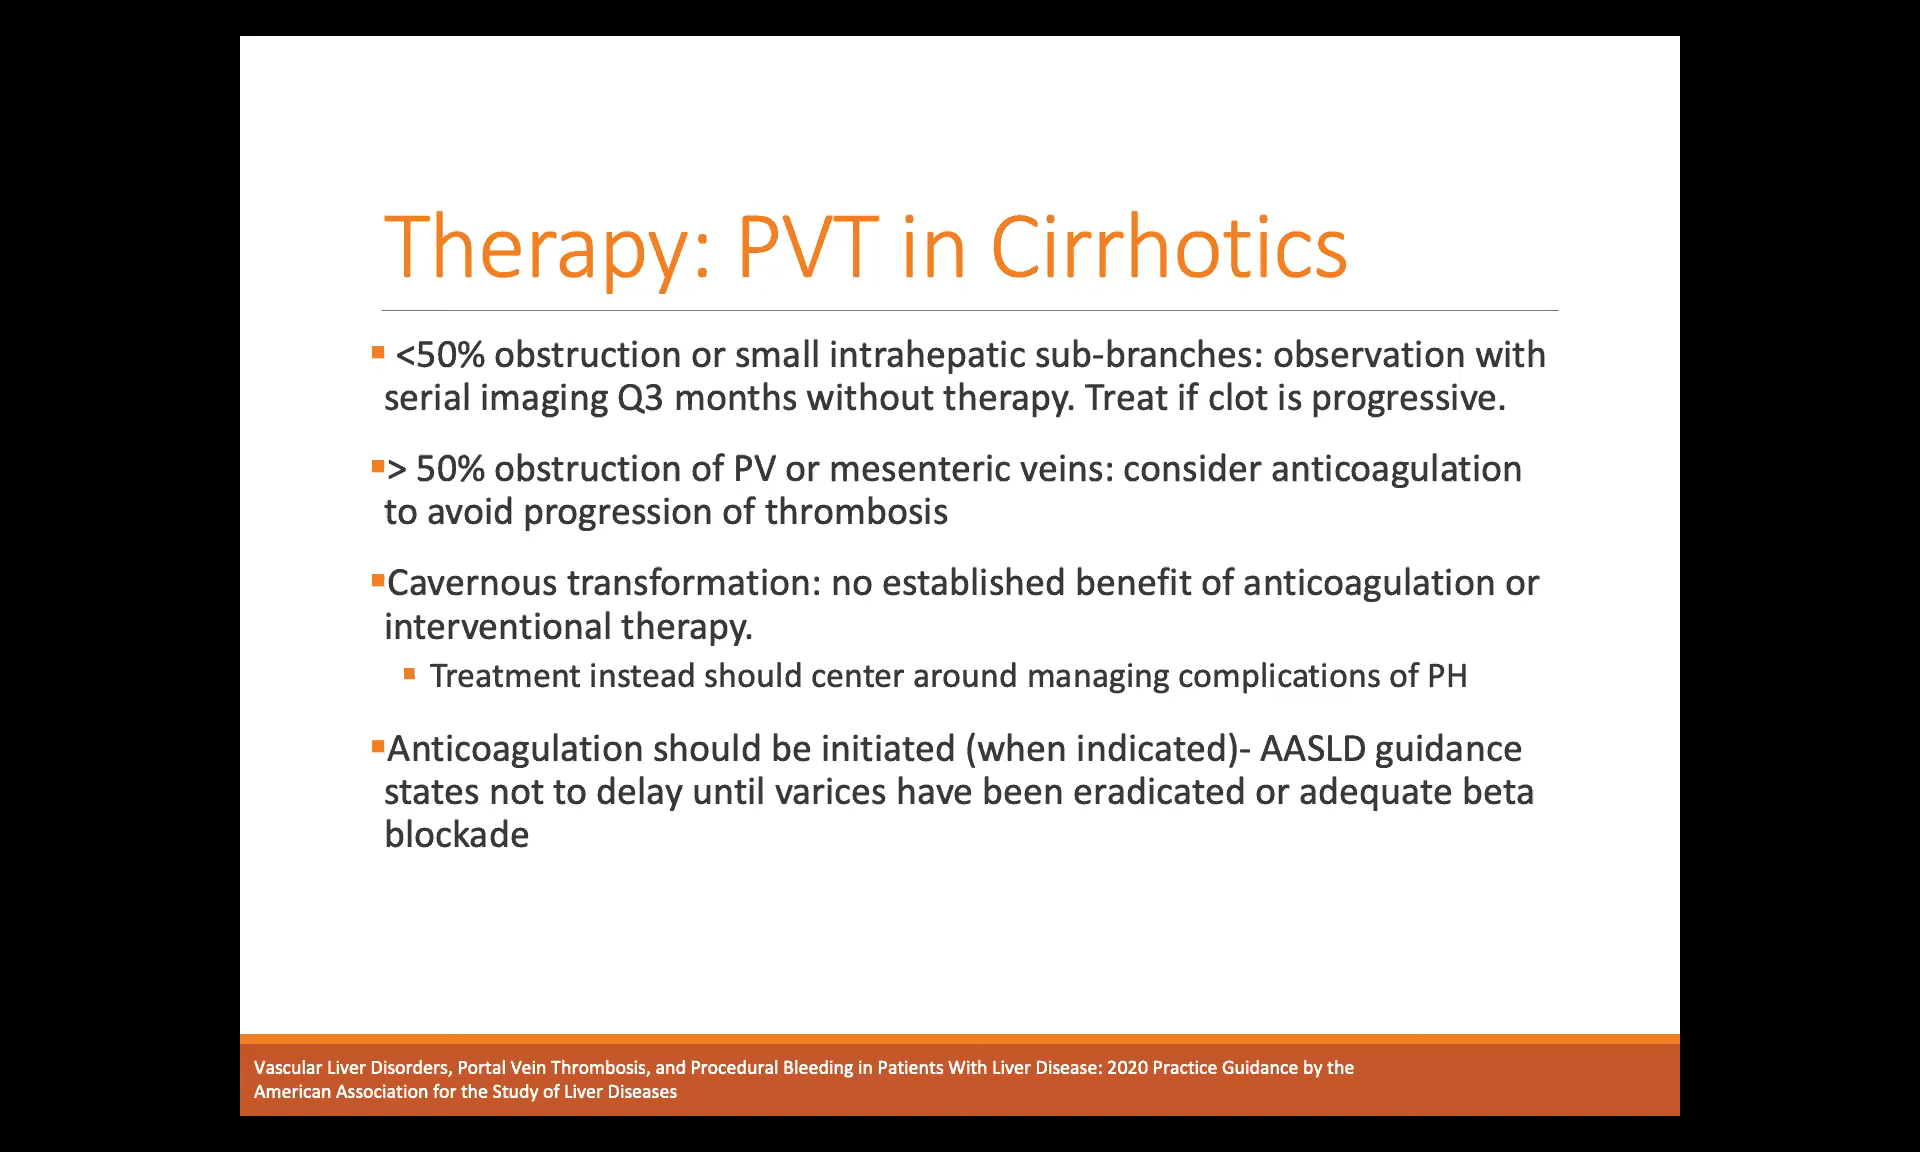 Therapy: PVT in Cirrhotics
<50% obstruction or small intrahepatic sub-branches: observation with
serial imaging Q3 months without therapy. Treat if clot is progressive.
> 50% obstruction of PV or mesenteric veins: consider anticoagulation
to avoid progression of thrombosis
Cavernous transformation: no established benefit of anticoagulation or
interventional therapy.
Treatment instead should center around managing complications of PH
Anticoagulation should be initiated (when indicated)- AASLD guidance
states not to delay until varices have been eradicated or adequate beta
blockade
Vascular Liver Disorders, Portal Vein Thrombosis, and Procedural Bleeding in Patients With Liver Disease: 2020 Practice Guidance by the
American Association for the Study of Liver Diseases